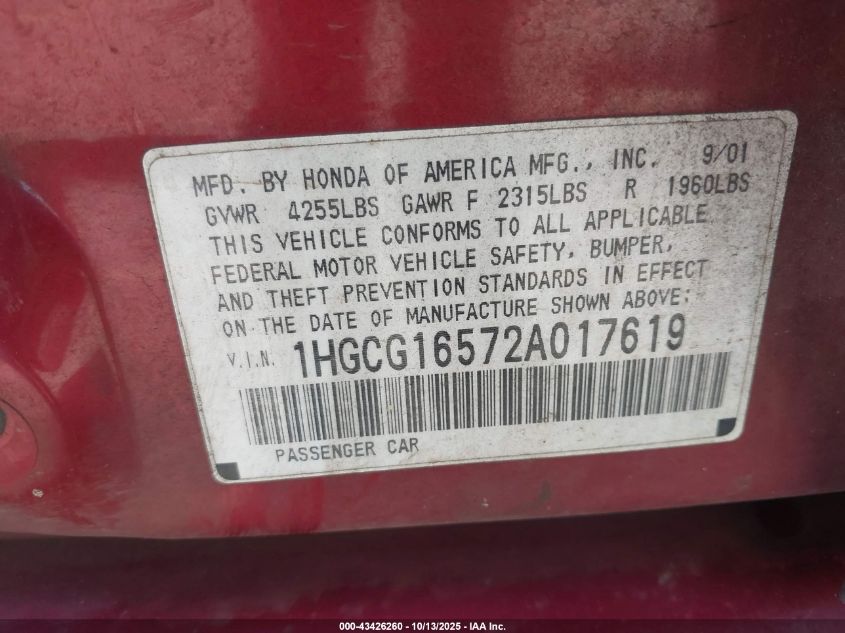 MFD. BY HONDA OF AMERICA MFG., INC. 9/01
GVWR 4255LBS GAWR F 2315LBS R 1960LBS
THIS VEHICLE CONFORMS TO ALL APPLICABLE
FEDERAL MOTOR VEHICLE SAFETY, BUMPER,
AND THEFT PREVENTION STANDARDS IN EFFECT
ON THE DATE OF MANUFACTURE SHOWN ABOVE:
V.I.N. 1HGCG16572A017619
PASSENGER CAR
000-43426260 - 10/13/2025 - IAA Inc.